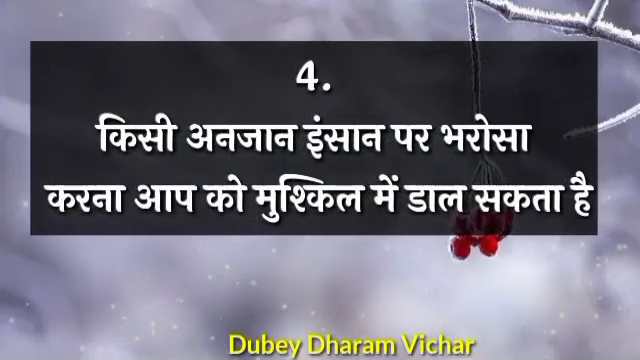 4.
किसी अनजान इंसान पर भरोसा
करना आप को मुश्किल में डाल सकता है
Dubey Dharam Vichar